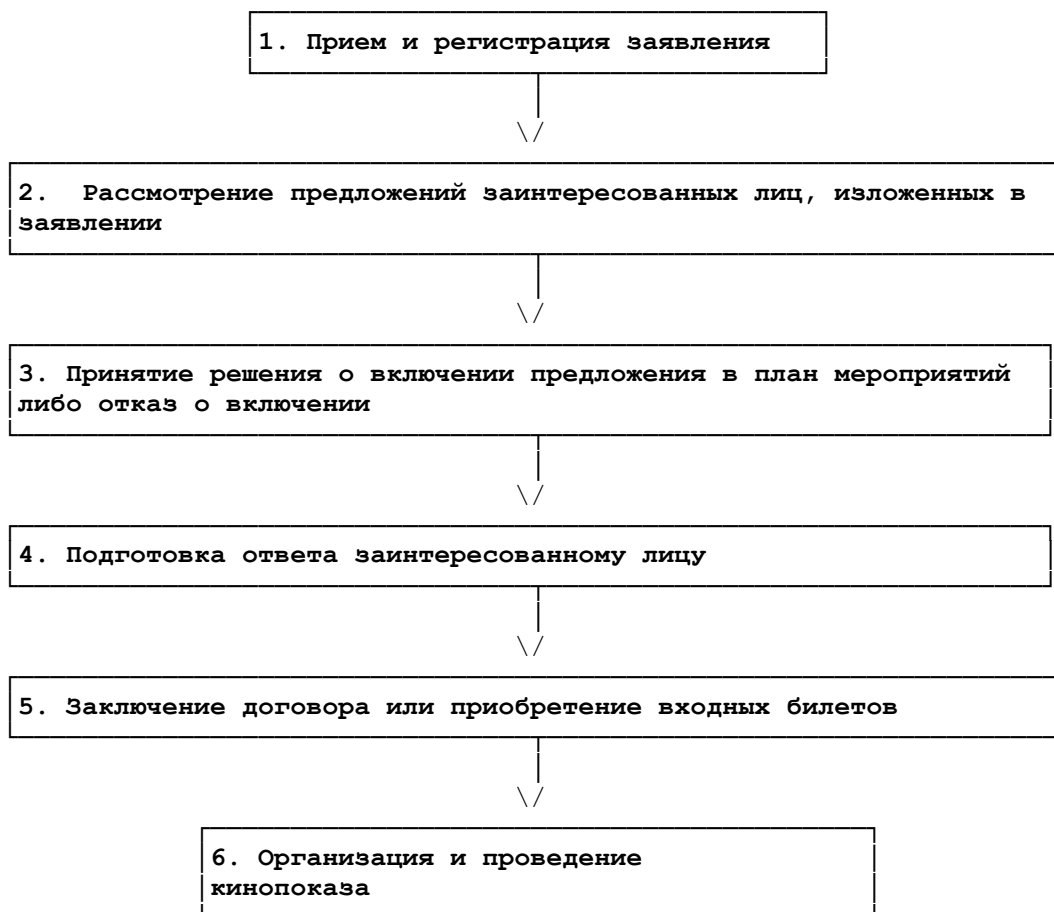 1. Прием и регистрация заявления
2. Рассмотрение предложений заинтересованных лиц, изложенных в
заявлении
3. Принятие решения о включении предложения в план мероприятий
либо отказ о включении
4. Подготовка ответа заинтересованному лицу
5. Заключение договора или приобретение входных билетов
6. Организация и проведение
кинопоказа